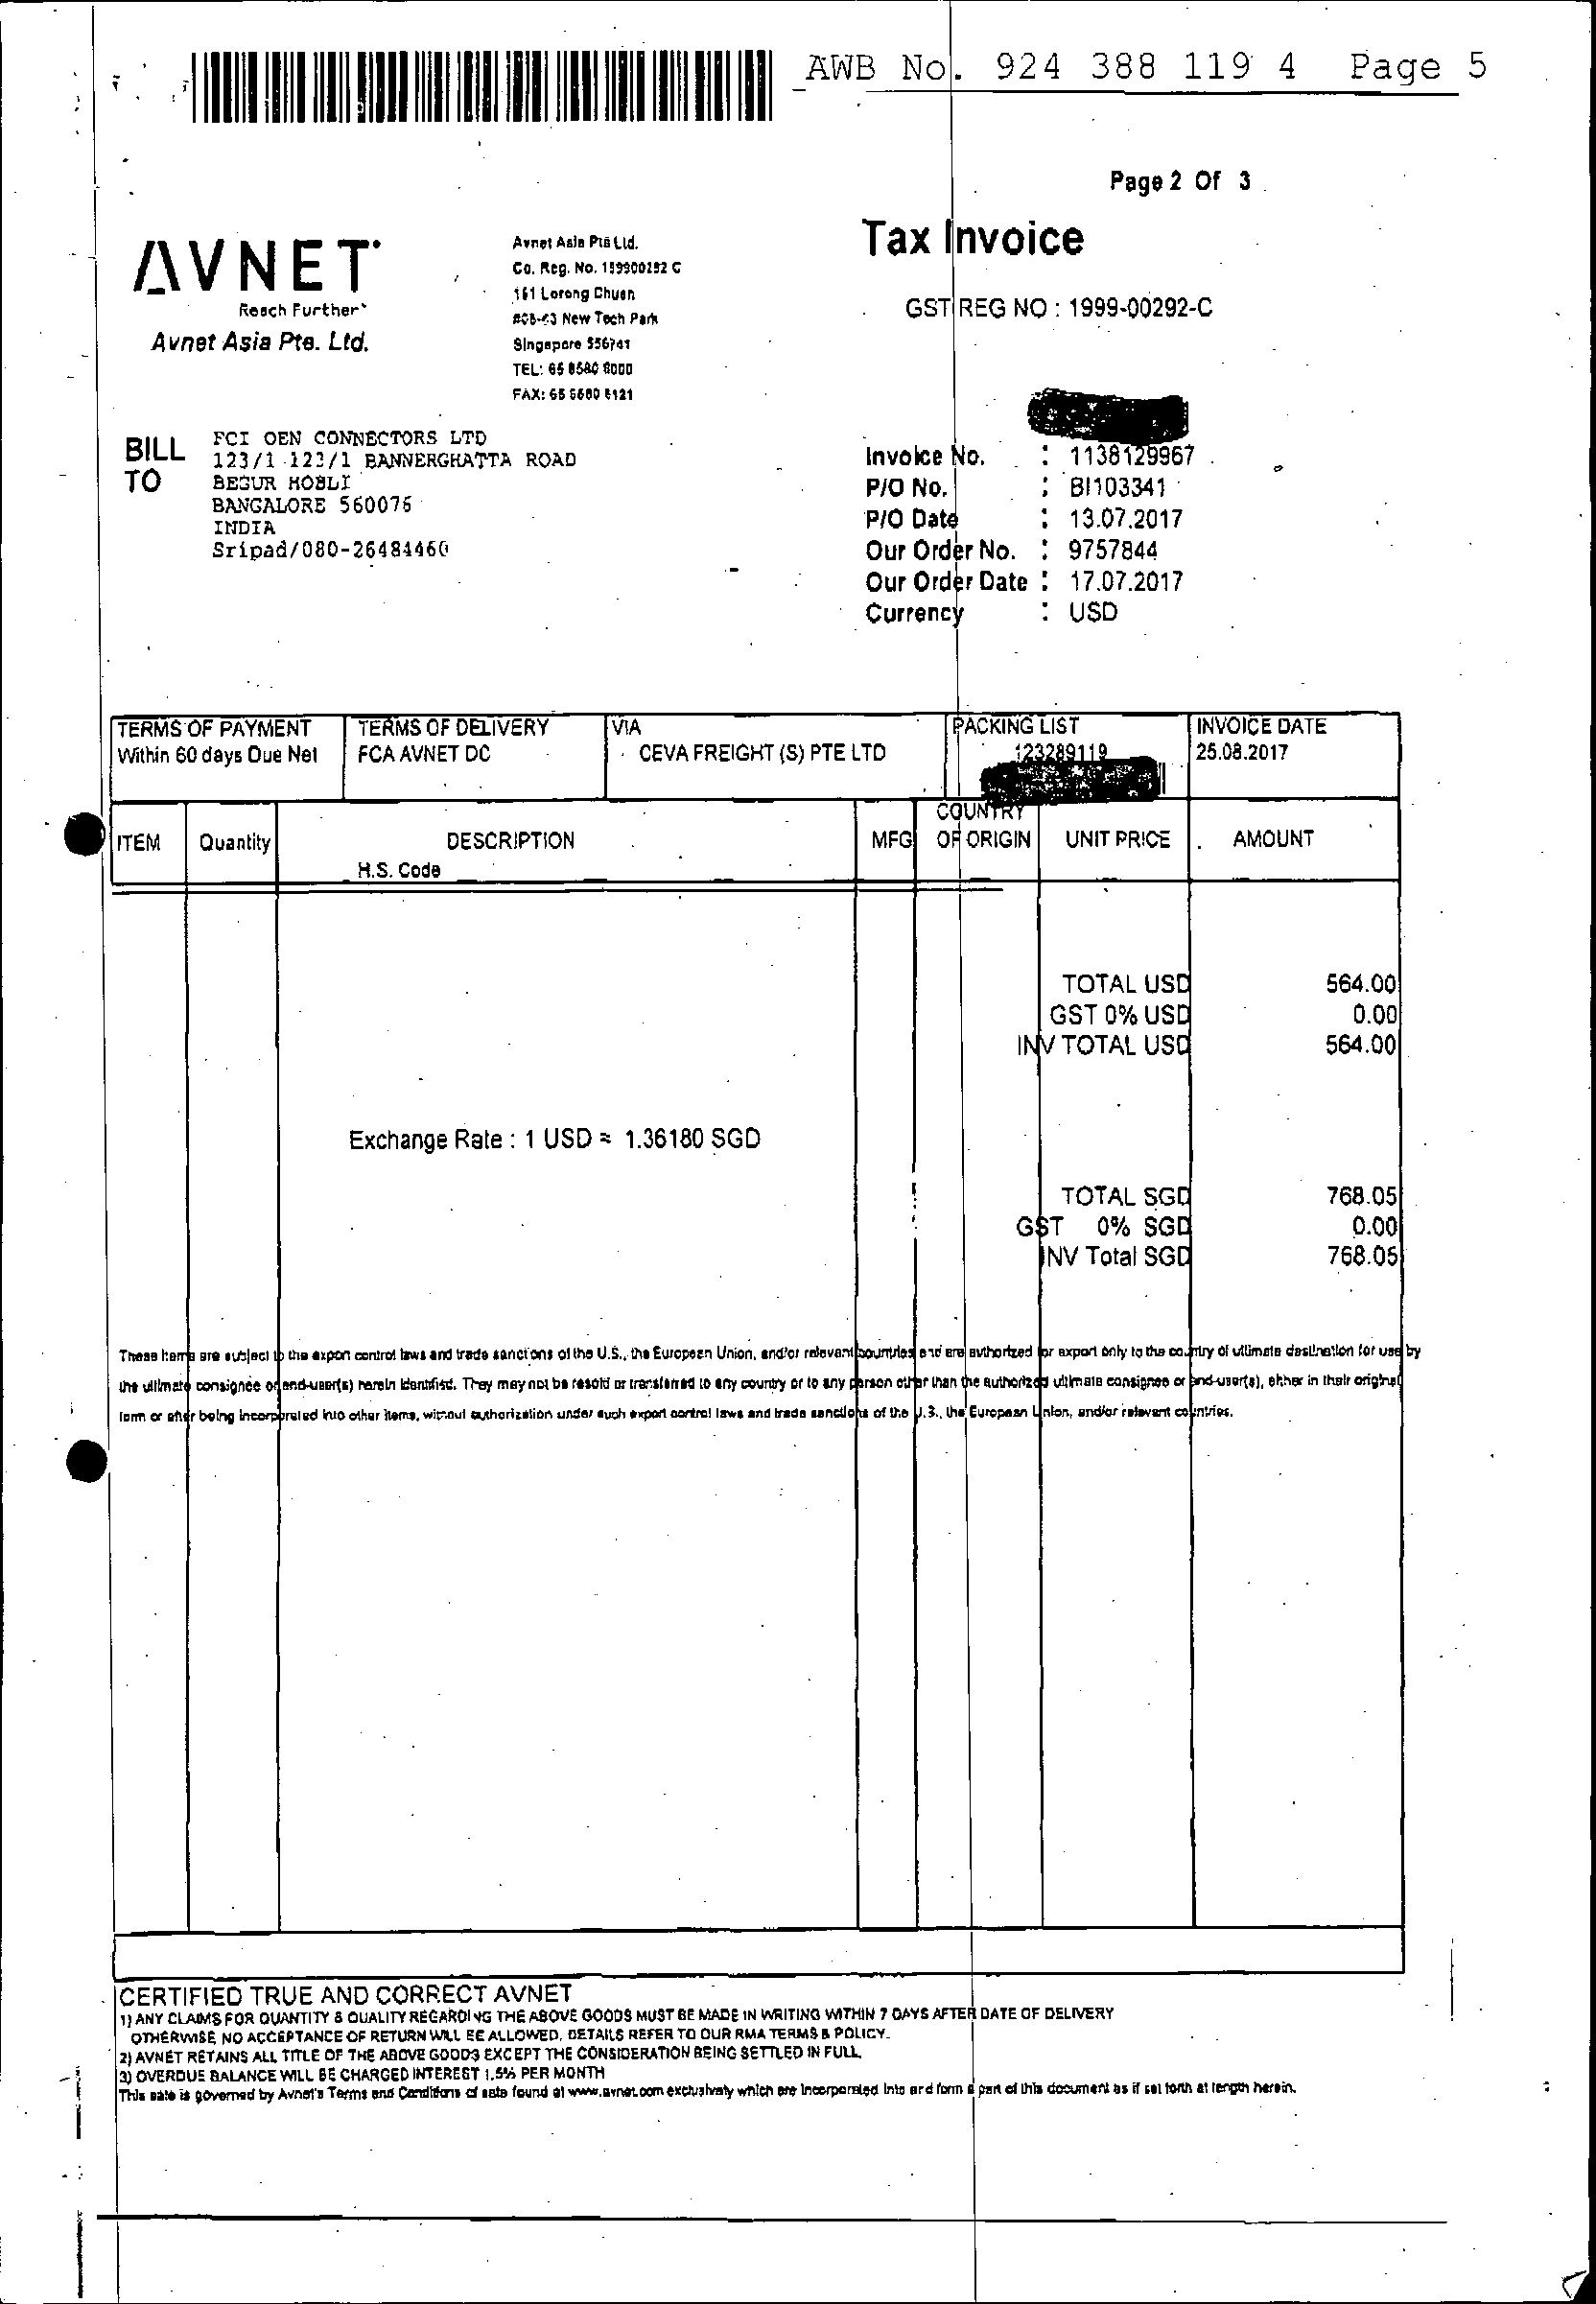 AWB No. 924 388 119 4 Page 5
Page 2 Of 3
Tax Invoice
AVNET
Reach Further
Avnet Asia Pte. Ltd.
Avnet Asia Pte Ltd.
Co. Reg. No. 199900292 C
161 Lorong Chuan
New Tech Park
Singapore 556741
TEL: 65 6580 6000
FAX: 65 6580 6121
GST REG NO : 1999-00292-C
BILL TO
FCI OEN CONNECTORS LTD
123/1 123/1 BANNERGHATTA ROAD
BEGUR HOBLI
BANGALORE 560076
INDIA
Sripad/080-26484460
Invoice No. : 1138129967
P/O No. : BI103341
P/O Date : 13.07.2017
Our Order No. : 9757844
Our Order Date : 17.07.2017
Currency : USD
TERMS OF PAYMENT TERMS OF DELIVERY VIA PACKING LIST INVOICE DATE
Within 60 days Due Net FCA AVNET DC CEVA FREIGHT (S) PTE LTD 123289119 25.08.2017
ITEM Quantity DESCRIPTION MFG COUNTRY OF ORIGIN UNIT PRICE AMOUNT
H.S. Code
TOTAL USD 564.00
GST 0% USD 0.00
INV TOTAL USD 564.00
Exchange Rate : 1 USD = 1.36180 SGD
TOTAL SGD 768.05
GST 0% SGD 0.00
INV Total SGD 768.05
These items are subject to the export control laws and trade sanctions of the U.S., the European Union, and/or relevant countries and are authorized for export only to the country of ultimate destination for use by
the ultimate consignee or end-user(s) herein identified. They may not be resold or transferred to any country or to any person other than the authorized ultimate consignee or end-user(s), either in their original
form or after being incorporated into other items, without authorization under such export control laws and trade sanctions of the U.S., the European Union, and/or relevant countries.
CERTIFIED TRUE AND CORRECT AVNET
1) ANY CLAIMS FOR QUANTITY & QUALITY REGARDING THE ABOVE GOODS MUST BE MADE IN WRITING WITHIN 7 DAYS AFTER DATE OF DELIVERY
OTHERWISE NO ACCEPTANCE OF RETURN WILL BE ALLOWED, DETAILS REFER TO OUR RMA TERMS & POLICY.
2) AVNET RETAINS ALL TITLE OF THE ABOVE GOODS EXCEPT THE CONSIDERATION BEING SETTLED IN FULL
3) OVERDUE BALANCE WILL BE CHARGED INTEREST 1.5% PER MONTH
This sale is governed by Avnet's Terms and Conditions of sale found at www.avnet.com exclusively which are incorporated into and form a part of this document as if set forth at length herein.